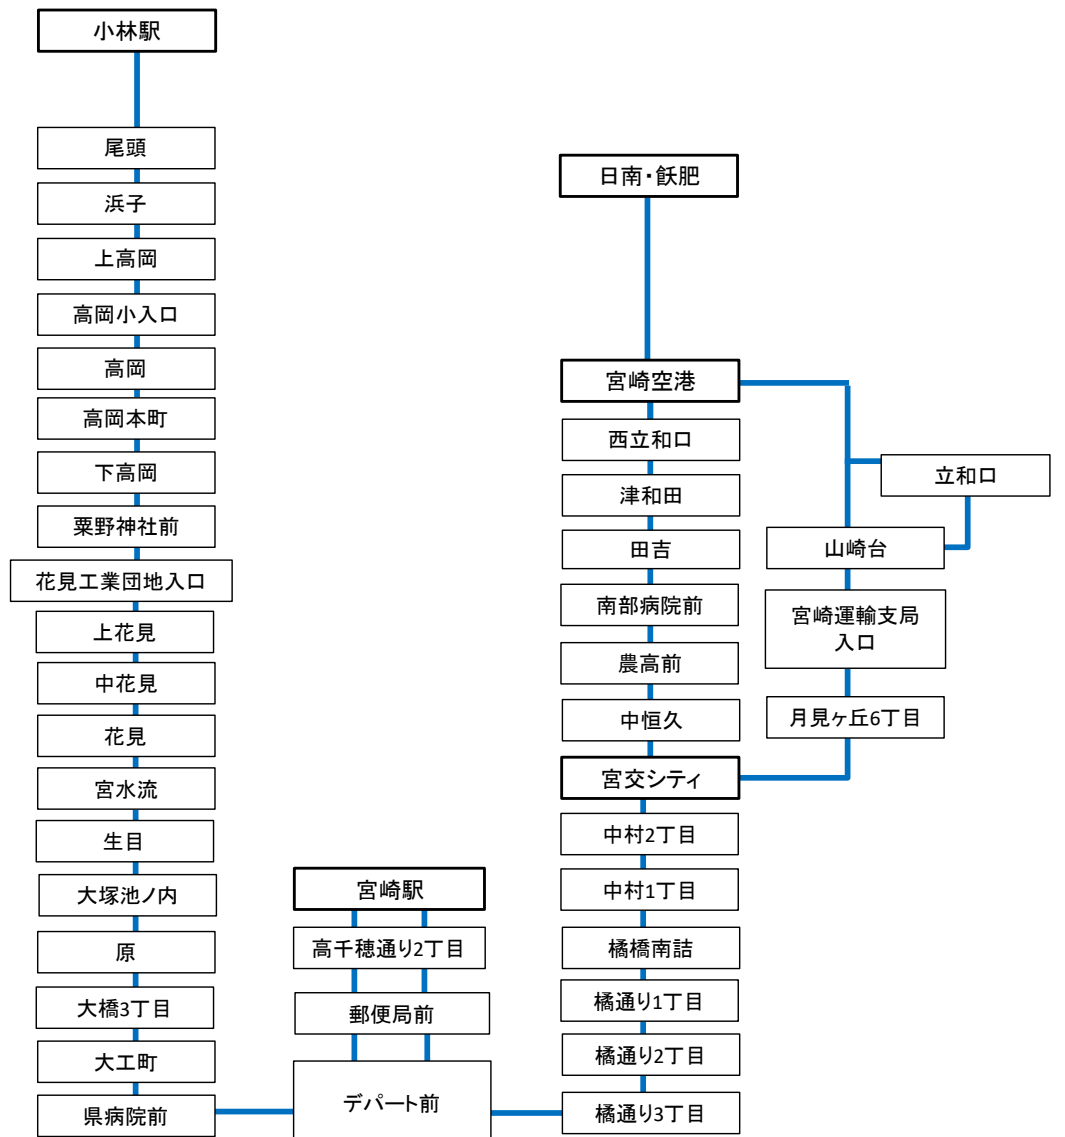 小林駅
尾頭
浜子
上高岡
高岡小入口
高岡
高岡本町
下高岡
粟野神社前
花見工業団地入口
上花見
中花見
花見
宮水流
生目
大塚池ノ内
原
大橋3丁目
大工町
県病院前
宮崎駅
高千穂通り2丁目
郵便局前
デパート前
日南・飫肥
宮崎空港
西立和口
津和田
田吉
南部病院前
農高前
中恒久
宮交シティ
中村2丁目
中村1丁目
橘橋南詰
橘通り1丁目
橘通り2丁目
橘通り3丁目
立和口
山崎台
宮崎運輸支局
入口
月見ヶ丘6丁目